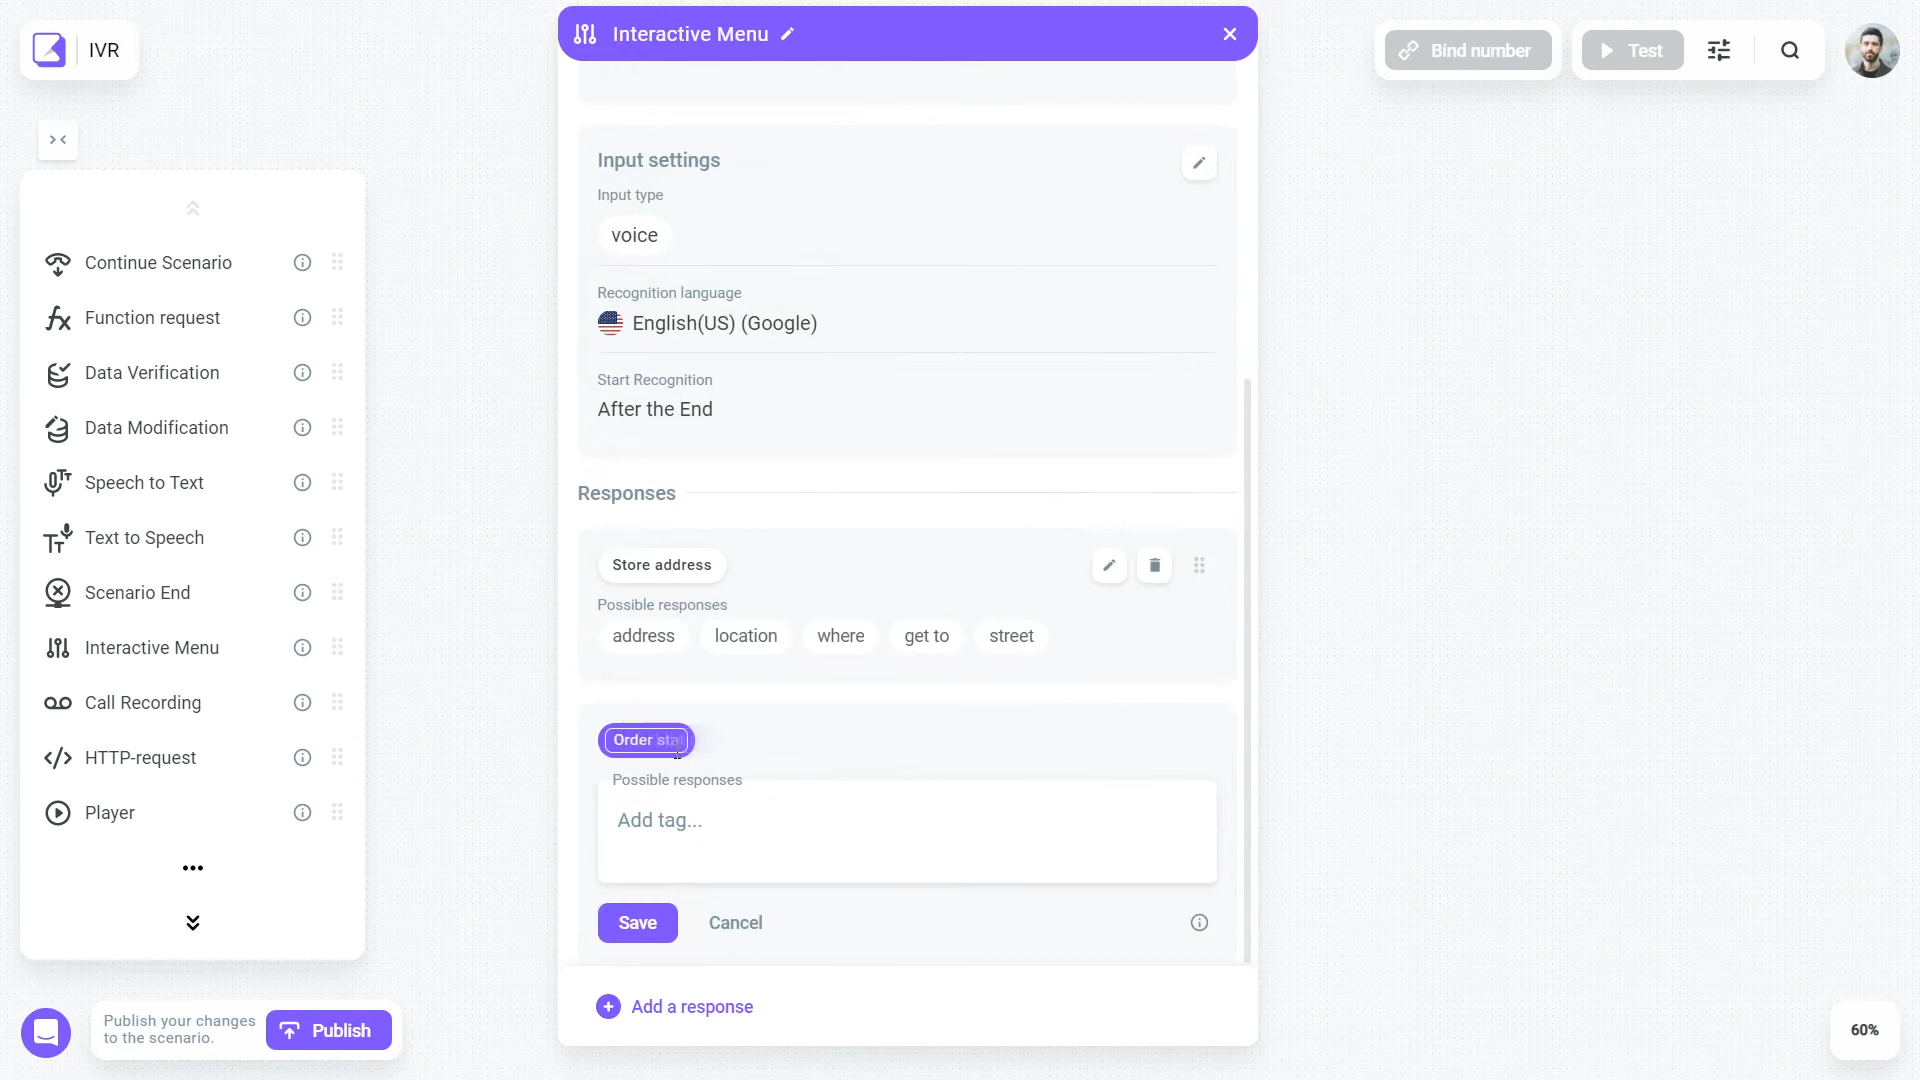 IVR
Interactive Menu
Bind number
Test
Input settings
Input type
voice
Recognition language
English(US) (Google)
Start Recognition
After the End
Responses
Store address
Possible responses
address location where get to street
Order sta
Possible responses
Add tag...
Save Cancel
Add a response
Continue Scenario
Function request
Data Verification
Data Modification
Speech to Text
Text to Speech
Scenario End
Interactive Menu
Call Recording
HTTP-request
Player
Publish your changes
to the scenario.
Publish
60%